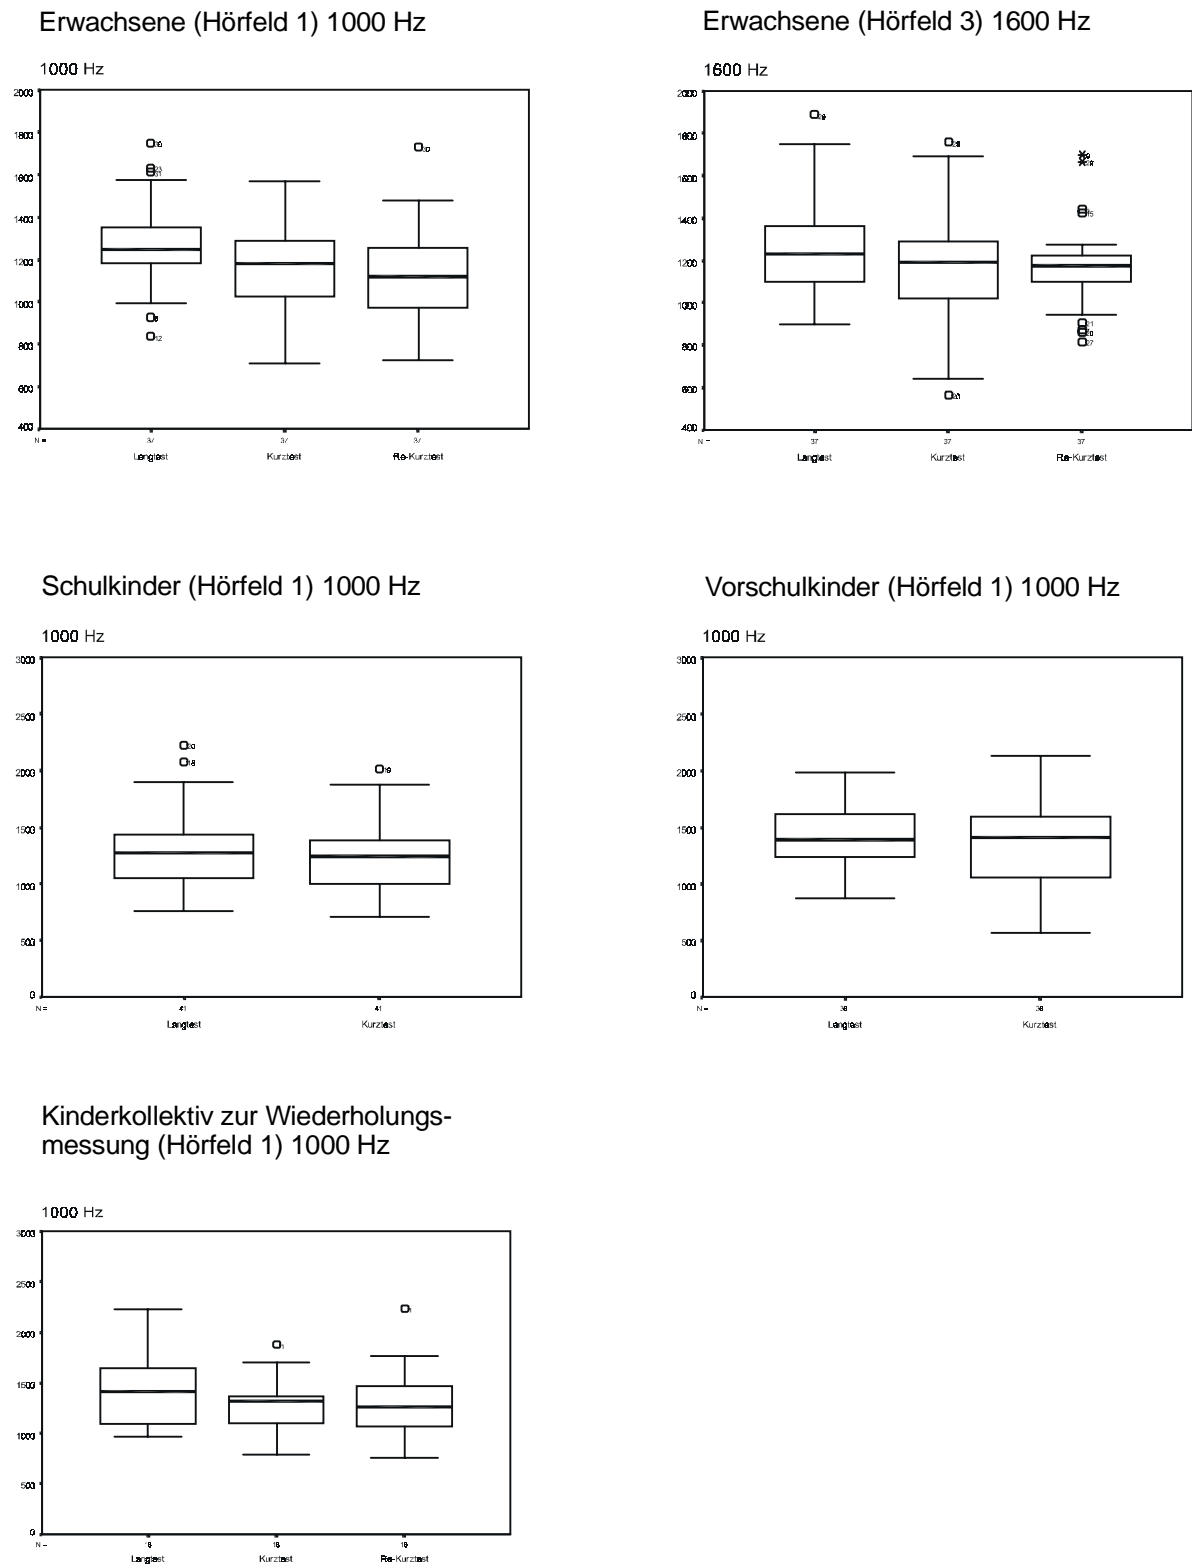 Erwachsene (Hörfeld 1) 1000 Hz
1000 Hz
2000
1800
1600
1400
1200
1000
800
600
400
12
N =
37
37
37
Langtest
Kurztest
Re-Kurztest
Erwachsene (Hörfeld 3) 1600 Hz
1600 Hz
2000
1800
1600
1400
1200
1000
800
600
400
N =
37
37
37
Langtest
Kurztest
Re-Kurztest
Schulkinder (Hörfeld 1) 1000 Hz
1000 Hz
3000
2500
2000
1500
1000
500
0
N =
41
41
Langtest
Kurztest
Vorschulkinder (Hörfeld 1) 1000 Hz
1000 Hz
3000
2500
2000
1500
1000
500
0
N =
Langtest
Kurztest
Kinderkollektiv zur Wiederholungs-
messung (Hörfeld 1) 1000 Hz
1000 Hz
3000
2500
2000
1500
1000
500
0
N =
Langtest
Kurztest
Re-Kurztest